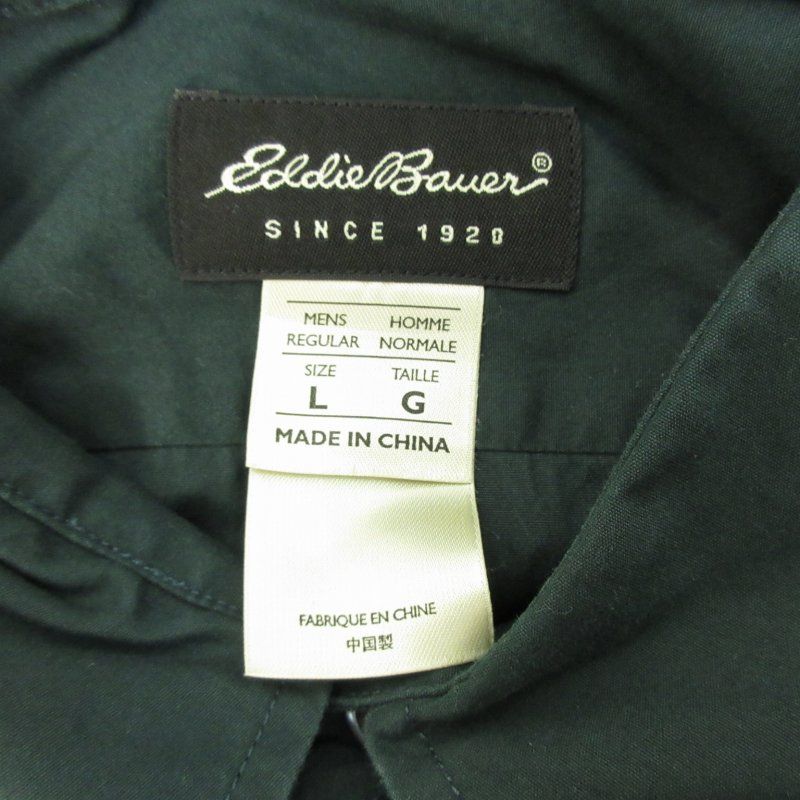 Eddie Bauer®
SINCE 1920
MENS HOMME
REGULAR NORMALE
SIZE TAILLE
L G
MADE IN CHINA
FABRIQUE EN CHINE
中国製